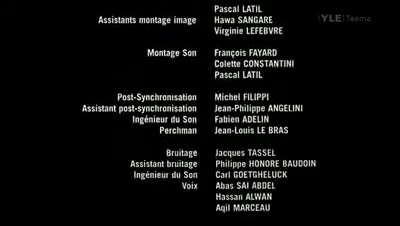 YLE Teema
Pascal LATIL
Assistants montage image Hawa SANGARE
Virginie LEFEBVRE
Montage Son François FAYARD
Colette CONSTANTINI
Pascal LATIL
Post-Synchronisation Michel FILIPPI
Assistant post-synchronisation Jean-Philippe ANGELINI
Ingénieur du Son Fabien ADELIN
Perchman Jean-Louis LE BRAS
Bruitage Jacques TASSEL
Assistant bruitage Philippe HONORE BAUDOIN
Ingénieur du Son Carl GOETGHELUCK
Voix Abas SAI ABDEL
Hassan ALWAN
Aqil MARCEAU